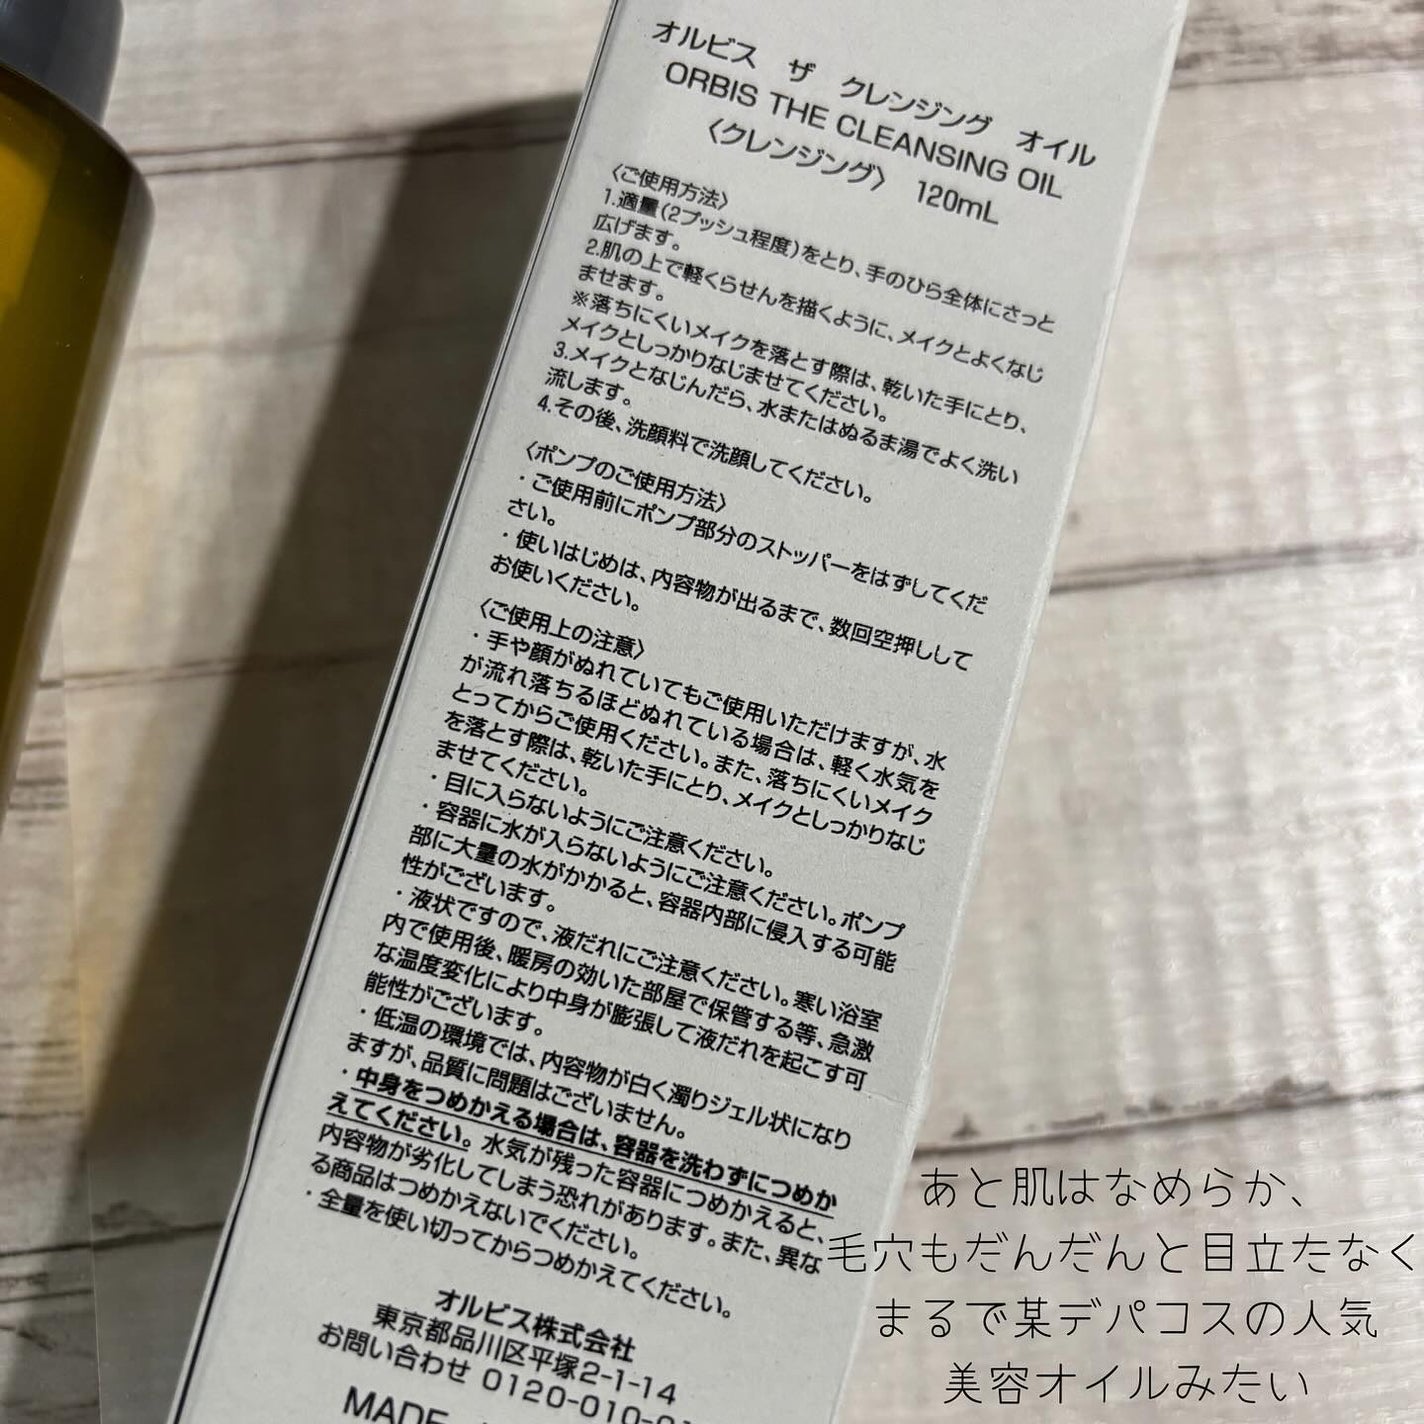 オルビス ザ クレンジング オイル
ORBIS THE CLEANSING OIL
〈クレンジング〉 120mL
〈ご使用方法〉
1.適量(2プッシュ程度)をとり、手のひら全体にさっと
広げます。
2.肌の上で軽くらせんを描くように、メイクとよくなじ
ませます。
※落ちにくいメイクを落とす際は、乾いた手にとり、
メイクとしっかりなじませてください。
3.メイクとなじんだら、水またはぬるま湯でよく洗い
流します。
4.その後、洗顔料で洗顔してください。
〈ポンプのご使用方法〉
・ご使用前にポンプ部分のストッパーをはずしてくだ
さい。
・使いはじめは、内容物が出るまで、数回空押しして
お使いください。
〈ご使用上の注意〉
・手や顔がぬれていてもご使用いただけますが、水
が流れ落ちるほどぬれている場合は、軽く水気を
とってからご使用ください。また、落ちにくいメイク
を落とす際は、乾いた手にとり、メイクとしっかりなじ
ませてください。
・目に入らないようにご注意ください。
・容器に水が入らないようにご注意ください。ポンプ
部に大量の水がかかると、容器内部に侵入する可能
性がございます。
・液状ですので、液だれにご注意ください。寒い浴室
内で使用後、暖房の効いた部屋で保管する等、急激
な温度変化により中身が膨張して液だれを起こす可
能性がございます。
・低温の環境では、内容物が白く濁りジェル状になり
ますが、品質に問題はございません。
・中身をつめかえる場合は、容器を洗わずにつめか
えてください。水気が残った容器につめかえると、
内容物が劣化してしまう恐れがあります。また、異な
る商品はつめかえないでください。
・全量を使い切ってからつめかえてください。
オルビス株式会社
東京都品川区平塚2-1-14
お問い合わせ 0120-010-0
MADE
あと肌はなめらか、
毛穴もだんだんと目立たなく
まるで某デパコスの人気
美容オイルみたい